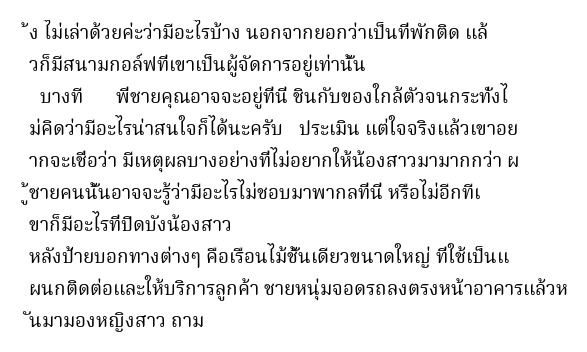 ้ง ไม่เล่าด้วยค่ะว่ามีอะไรบ้าง นอกจากยอกว่าเป็นที่พักติด แล้
วก็มีสนามกอล์ฟที่เขาเป็นผู้จัดการอยู่เท่านั้น
บางที พี่ชายคุณอาจจะอยู่ที่นี่ ชินกับของใกล้ตัวจนกระทั่งไ
ม่คิดว่ามีอะไรน่าสนใจก็ได้นะครับ ประเมิน แต่ใจจริงแล้วเขาอย
ากจะเชื่อว่า มีเหตุผลบางอย่างที่ไม่อยากให้น้องสาวมามากกว่า ผ
ู้ชายคนนั้นอาจจะรู้ว่ามีอะไรไม่ชอบมาพากลที่นี่ หรือไม่อีกทีเ
ขาก็มีอะไรที่ปิดบังน้องสาว
หลังป้ายบอกทางต่างๆ คือเรือนไม้ชั้นเดียวขนาดใหญ่ ที่ใช้เป็นแ
ผนกติดต่อและให้บริการลูกค้า ชายหนุ่มจอดรถลงตรงหน้าอาคารแล้วห
ันมามองหญิงสาว ถาม